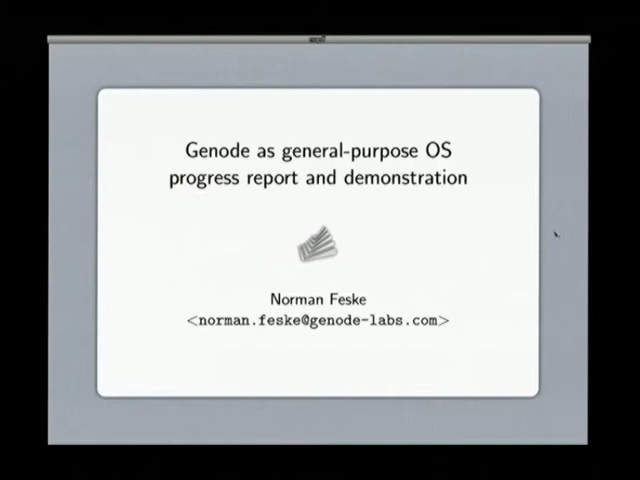 Genode as general-purpose OS
progress report and demonstration
Norman Feske
<norman.feske@genode-labs.com>